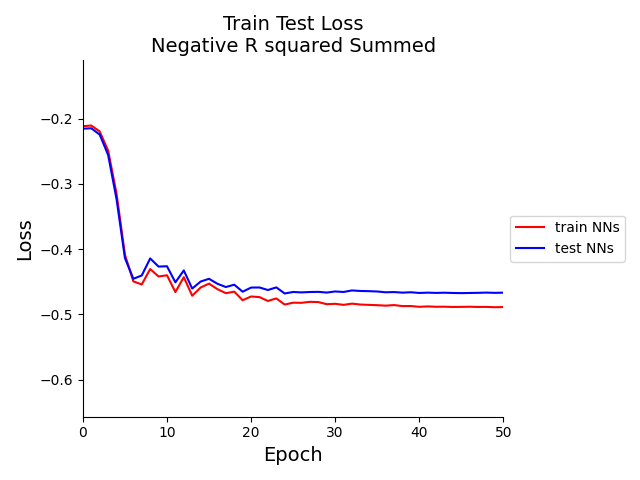 Train Test Loss
Negative R squared Summed
Loss
−0.2
−0.3
−0.4
−0.5
−0.6
0 10 20 30 40 50
Epoch
train NNs
test NNs